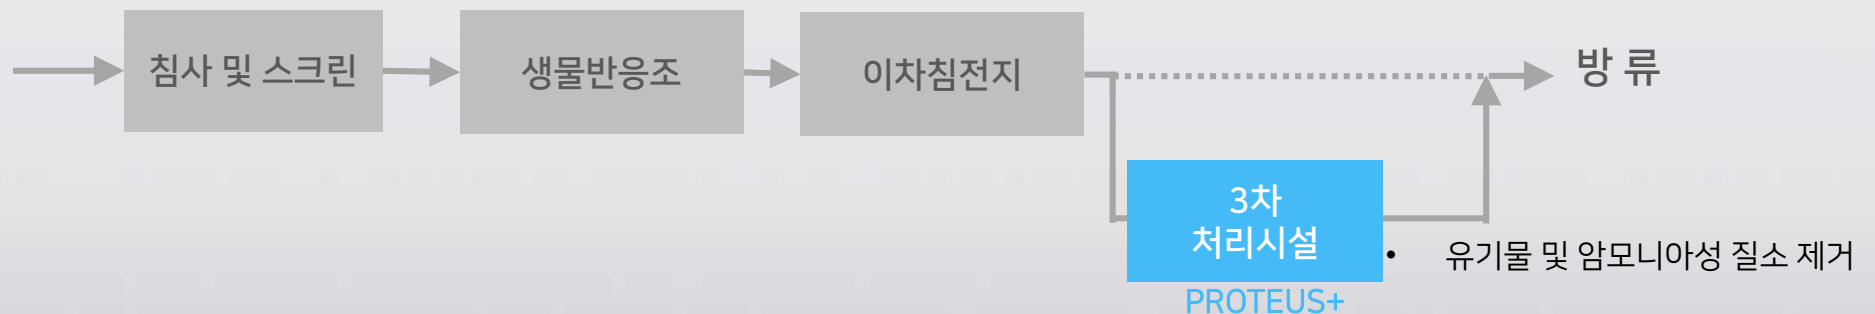 침사 및 스크린
생물반응조
이차침전지
방 류
3차
처리시설
• 유기물 및 암모니아성 질소 제거
PROTEUS+